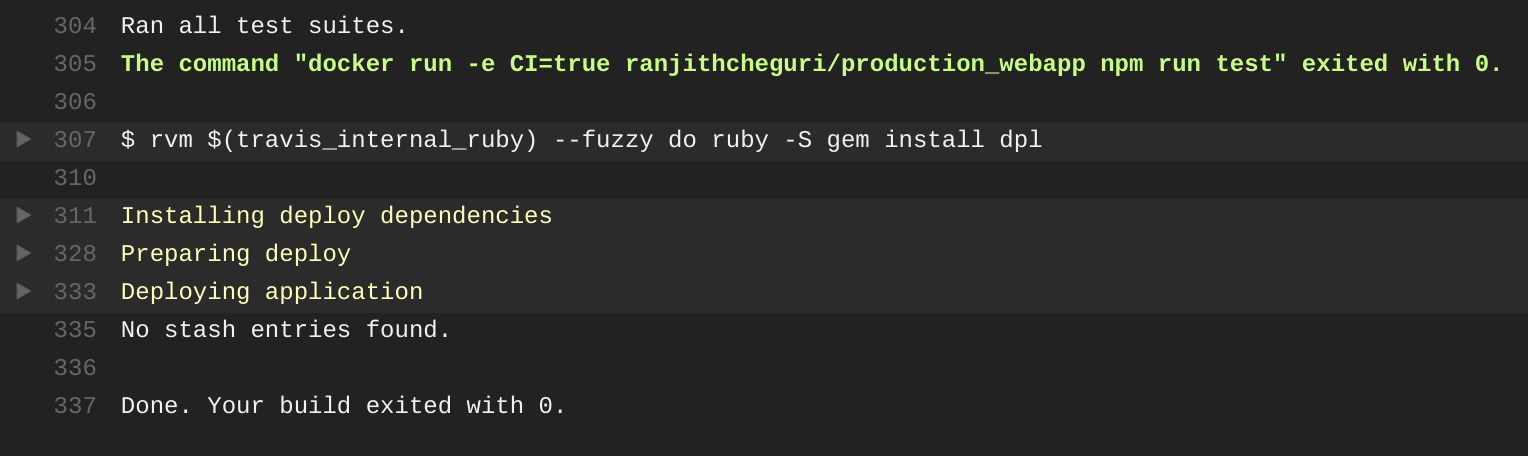 304 Ran all test suites.
305 The command "docker run -e CI=true ranjithcheguri/production_webapp npm run test" exited with 0.
306
307 $ rvm $(travis_internal_ruby) --fuzzy do ruby -S gem install dpl
310
311 Installing deploy dependencies
328 Preparing deploy
333 Deploying application
335 No stash entries found.
336
337 Done. Your build exited with 0.